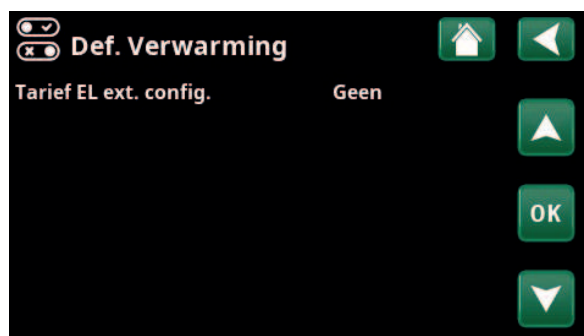 Def. Verwarming
Tarief EL ext. config. Geen
OK